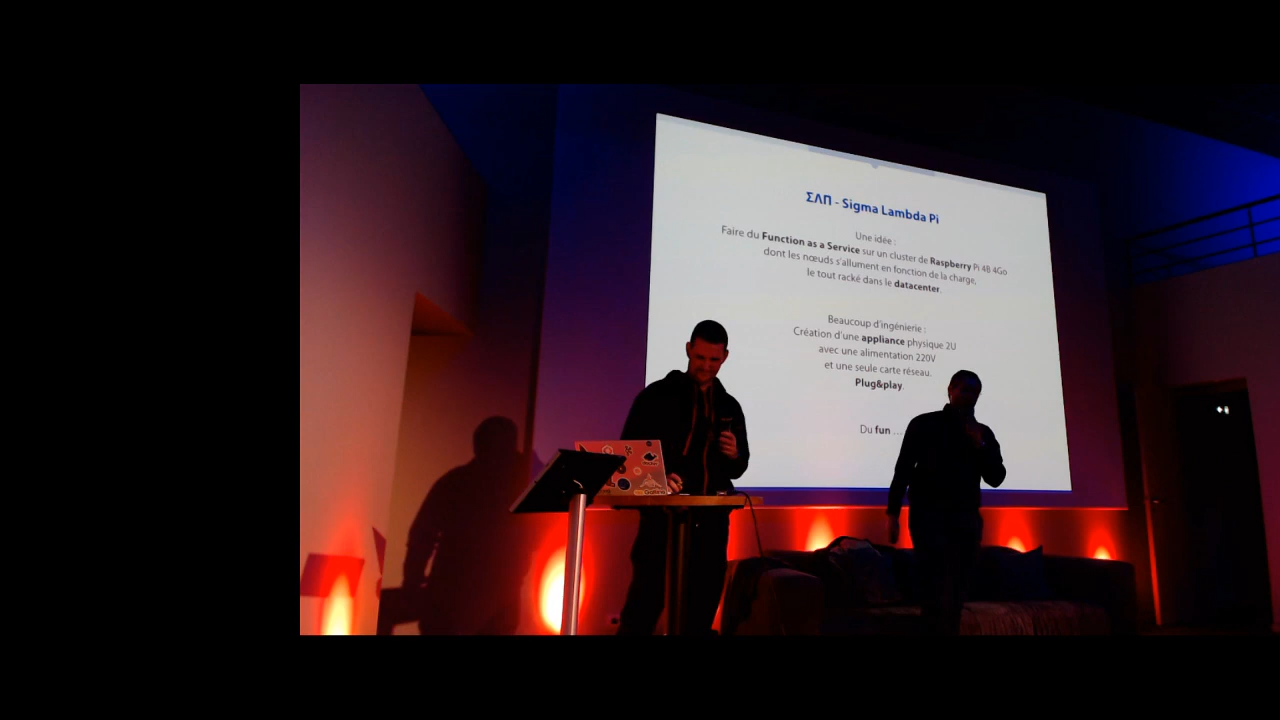 ΣΛΠ - Sigma Lambda Pi
Une idée :
Faire du Function as a Service sur un cluster de Raspberry Pi 4B 4Go
dont les nœuds s'allument en fonction de la charge,
le tout racké dans le datacenter.
Beaucoup d'ingénierie :
Création d'une appliance physique 2U
avec une alimentation 220V
et une seule carte réseau.
Plug&play.
Du fun ...